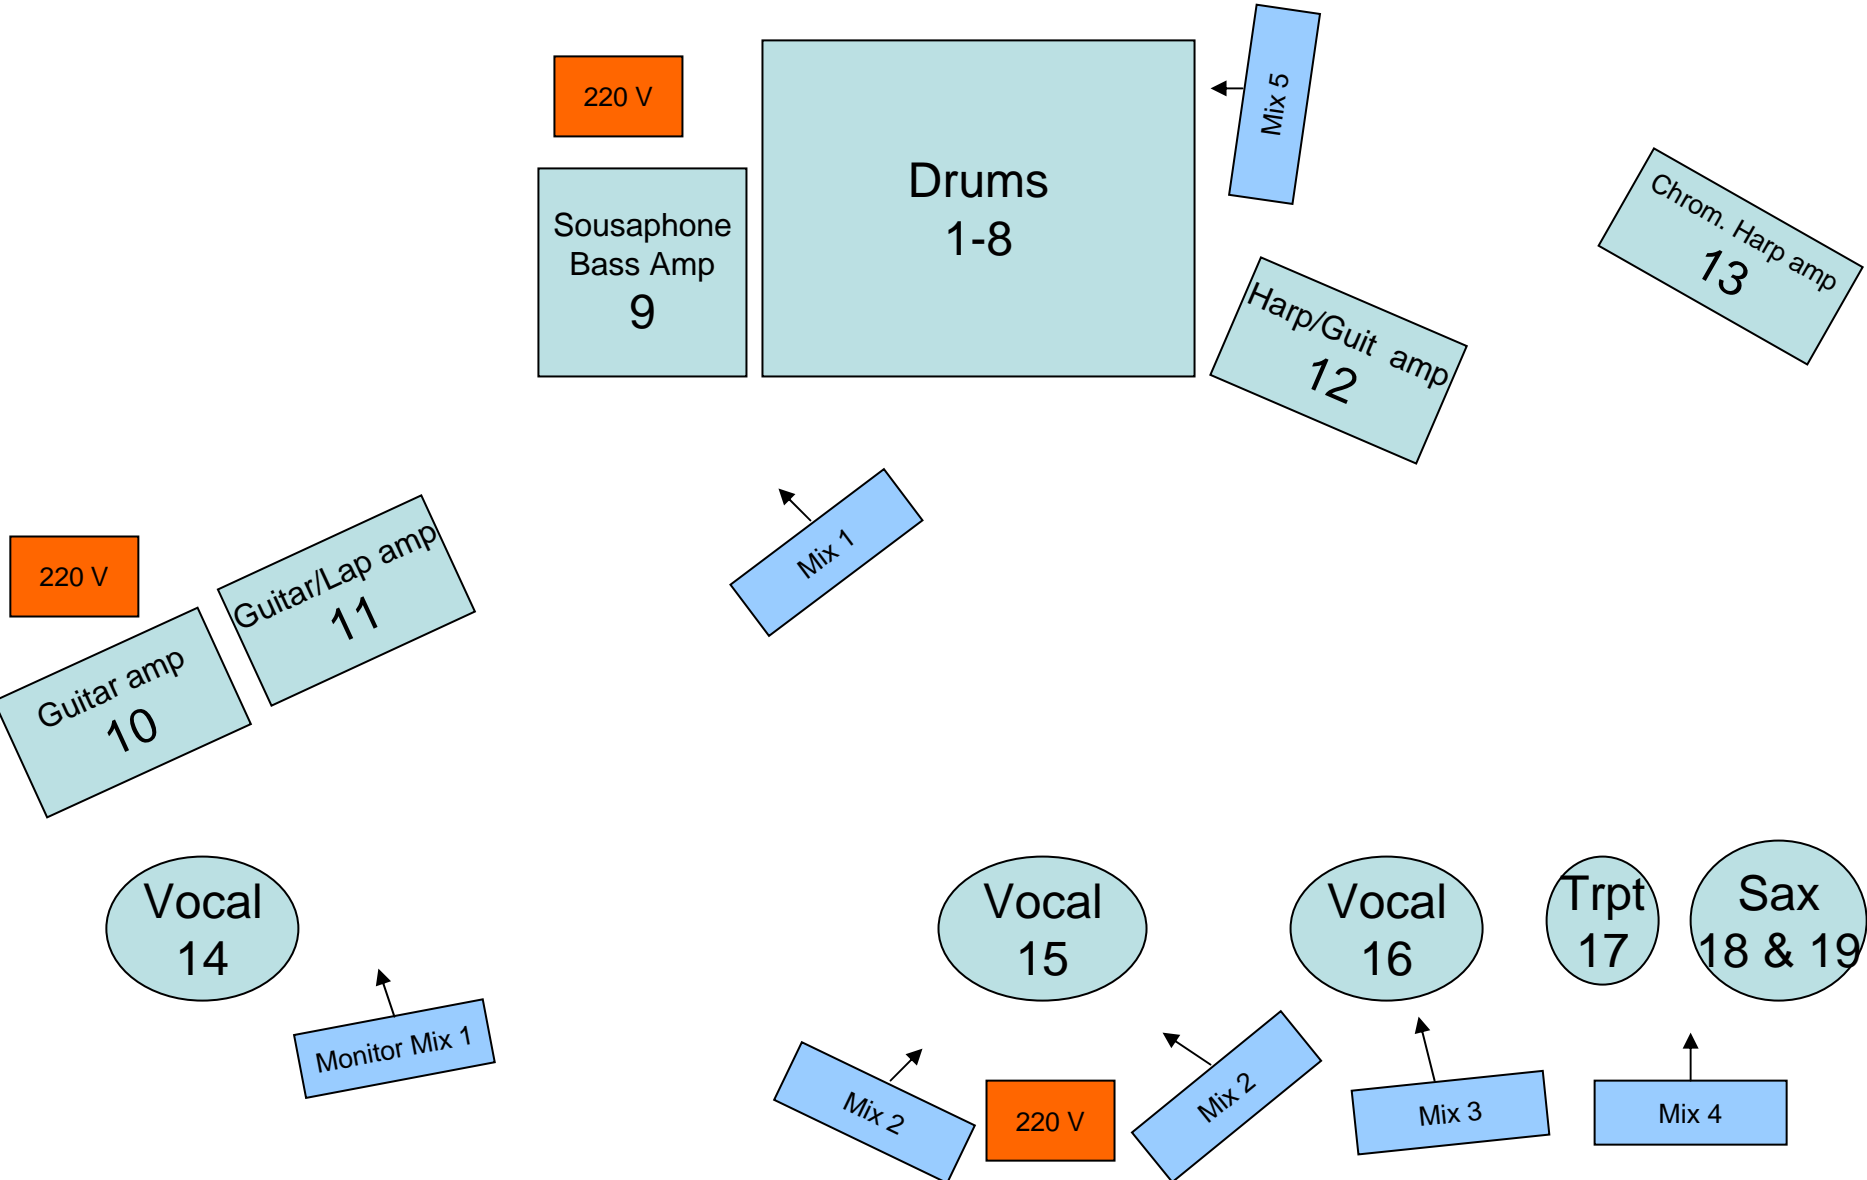 220 V
Mix 5
Drums
1-8
Sousaphone
Bass Amp
9
Chrom. Harp amp
13
Harp/Guit amp
12
Mix 1
220 V
Guitar/Lap amp
11
Guitar amp
10
Vocal
14
Vocal
15
Vocal
16
Trpt
17
Sax
18 & 19
Monitor Mix 1
Mix 2
220 V
Mix 2
Mix 3
Mix 4